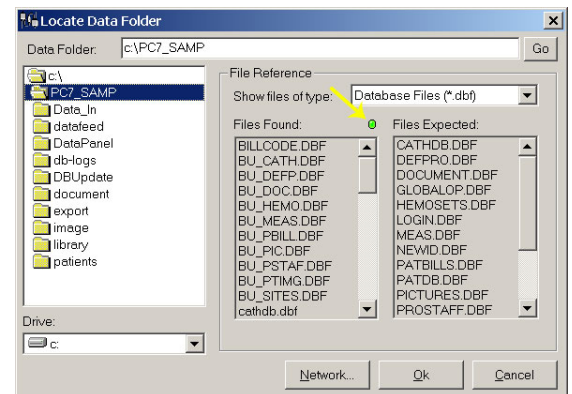 Locate Data Folder
Data Folder: c:\PC7_SAMP Go
c:\
PC7_SAMP
Data_In
datafeed
DataPanel
db-logs
DBUpdate
document
export
image
library
patients
Drive:
c:
File Reference
Show files of type: Database Files (*.dbf)
Files Found:
BILLCODE.DBF
BU_CATH.DBF
BU_DEFP.DBF
BU_DOC.DBF
BU_HEMO.DBF
BU_MEAS.DBF
BU_PBILL.DBF
BU_PIC.DBF
BU_PSTAF.DBF
BU_PTIMG.DBF
BU_SITES.DBF
cathdb.dbf
Files Expected:
CATHDB.DBF
DEFPRO.DBF
DOCUMENT.DBF
GLOBALOP.DBF
HEMOSETS.DBF
LOGIN.DBF
MEAS.DBF
NEWID.DBF
PATBILLS.DBF
PATDB.DBF
PICTURES.DBF
PROSTAFF.DBF
Network... Ok Cancel